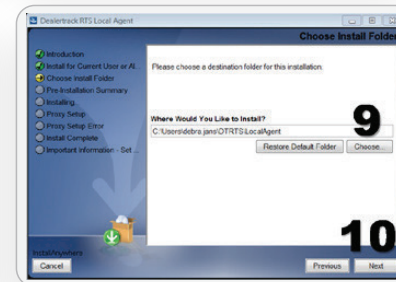 Dealertrack RTS Local Agent
Choose Install Folder
Introduction
Install for Current User or Al...
Choose Install Folder
Pre-Installation Summary
Installing...
Proxy Setup
Proxy Setup Error
Install Complete
Important information - Set ...
Please choose a destination folder for this installation.
Where Would You Like to Install?
C:\Users\debra.jans\OTRTS\LocalAgent
9
Restore Default Folder
Choose...
10
InstallAnywhere
Cancel
Previous
Next